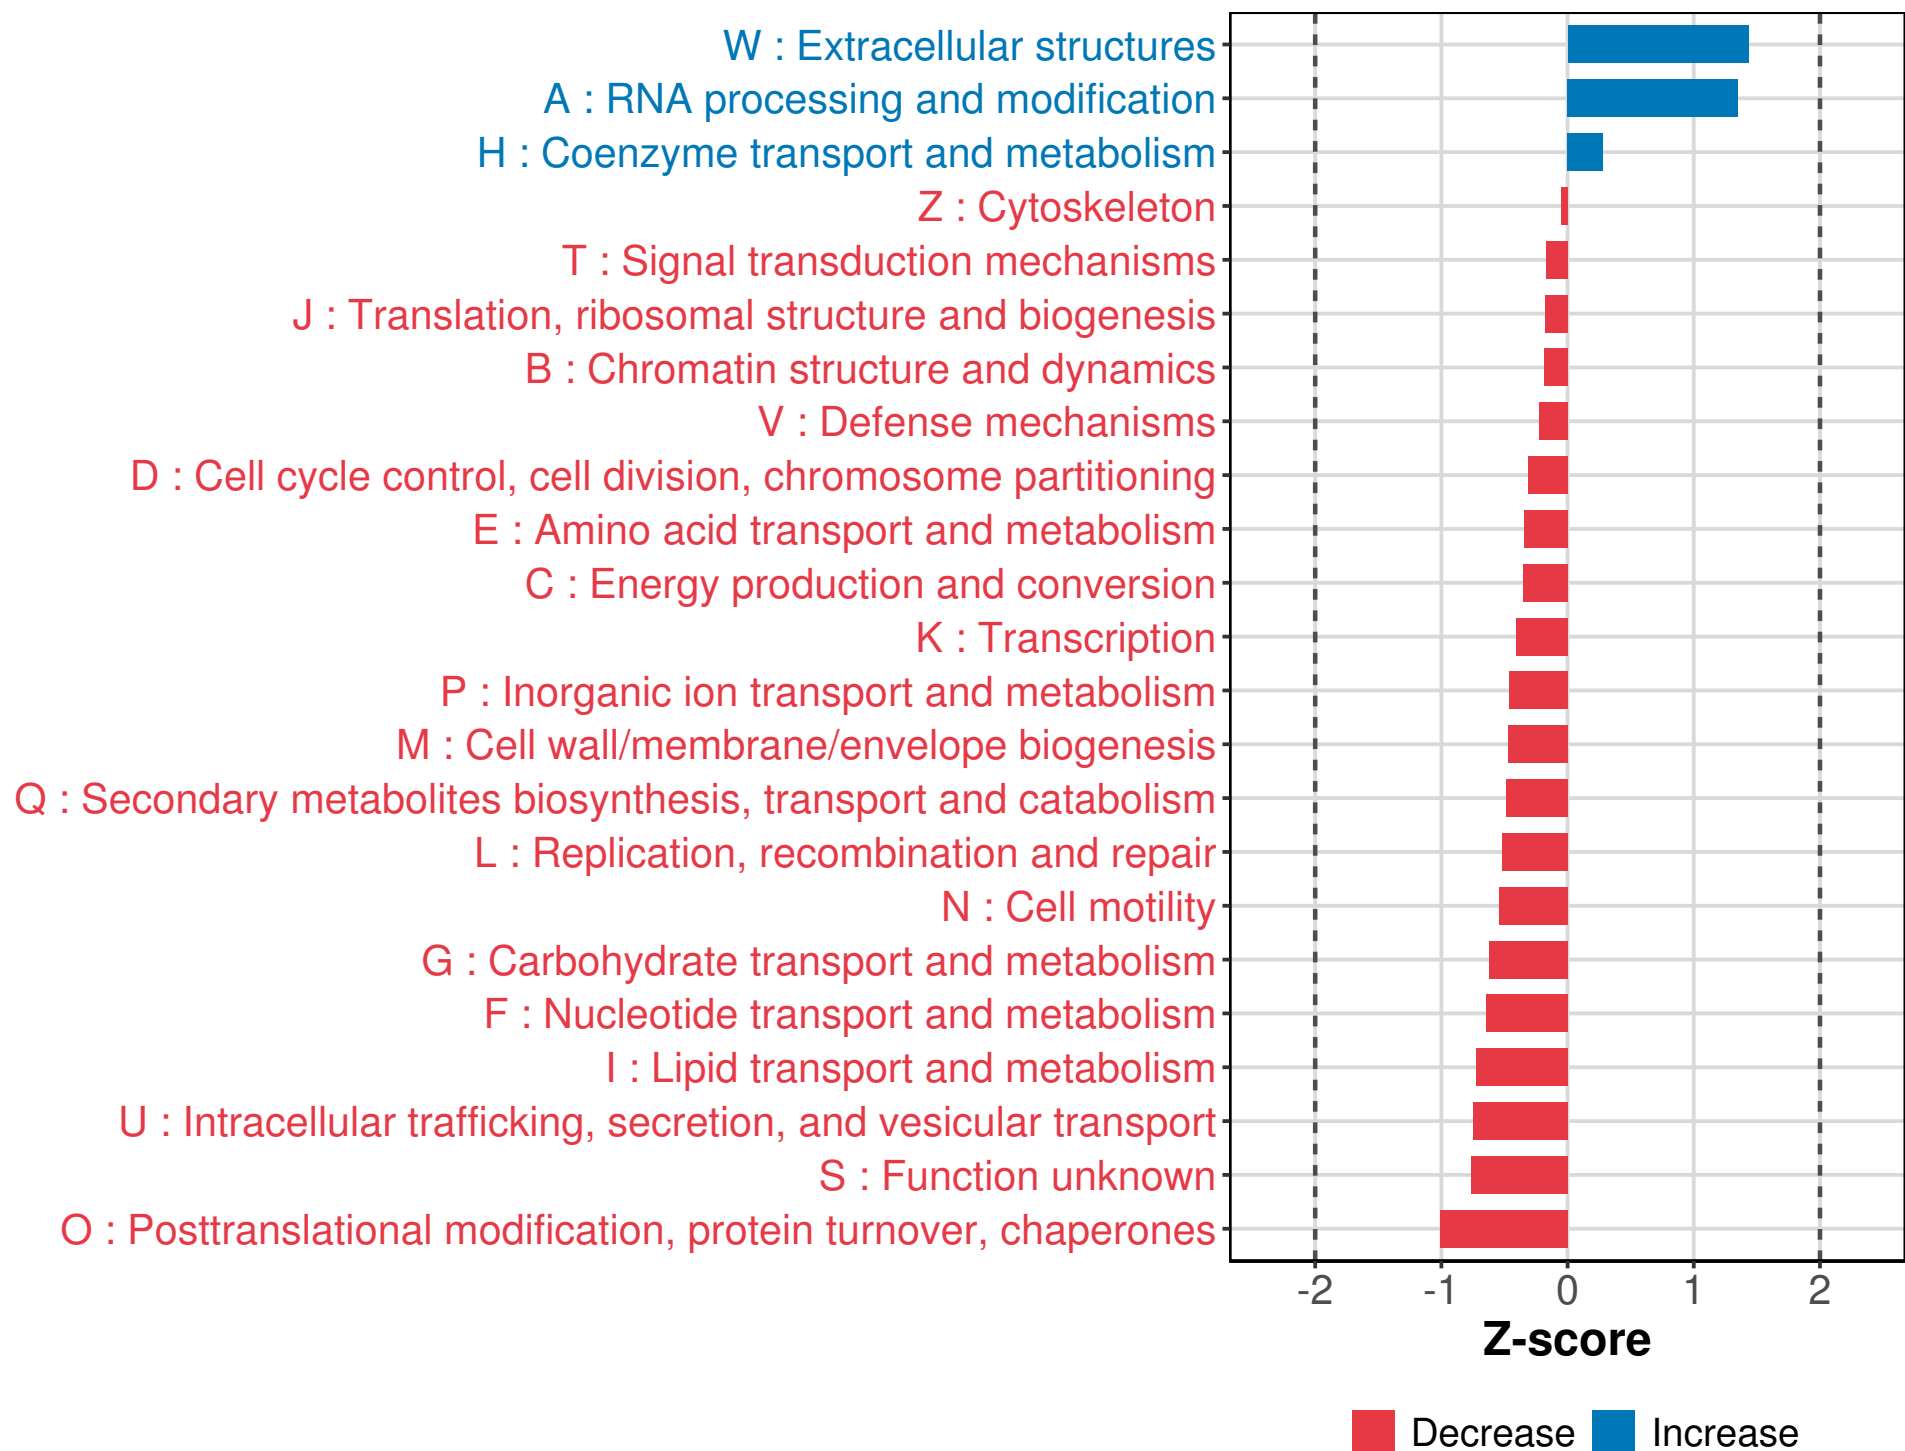 W : Extracellular structures
A : RNA processing and modification
H : Coenzyme transport and metabolism
Z : Cytoskeleton
T : Signal transduction mechanisms
J : Translation, ribosomal structure and biogenesis
B : Chromatin structure and dynamics
V : Defense mechanisms
D : Cell cycle control, cell division, chromosome partitioning
E : Amino acid transport and metabolism
C : Energy production and conversion
K : Transcription
P : Inorganic ion transport and metabolism
M : Cell wall/membrane/envelope biogenesis
Q : Secondary metabolites biosynthesis, transport and catabolism
L : Replication, recombination and repair
N : Cell motility
G : Carbohydrate transport and metabolism
F : Nucleotide transport and metabolism
I : Lipid transport and metabolism
U : Intracellular trafficking, secretion, and vesicular transport
S : Function unknown
O : Posttranslational modification, protein turnover, chaperones
-2 -1 0 1 2
Z-score
Decrease Increase